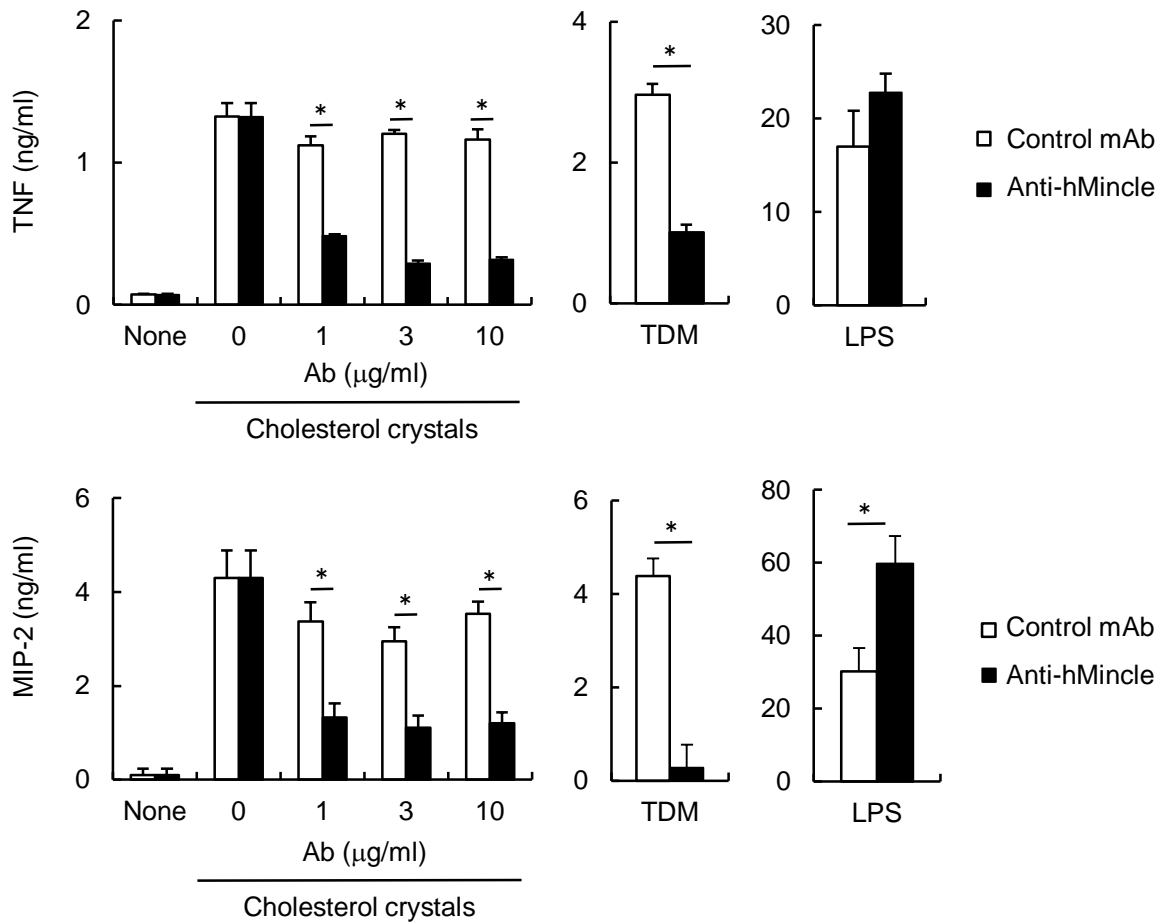 TNF (ng/ml)
2
1
0
*
*
*
None
0
1
3
10
Ab (μg/ml)
Cholesterol crystals
4
2
0
*
TDM
30
20
10
0
LPS
Control mAb
Anti-hMincle
MIP-2 (ng/ml)
6
4
2
0
*
*
*
None
0
1
3
10
Ab (μg/ml)
Cholesterol crystals
6
4
2
0
*
TDM
80
60
40
20
0
*
LPS
Control mAb
Anti-hMincle